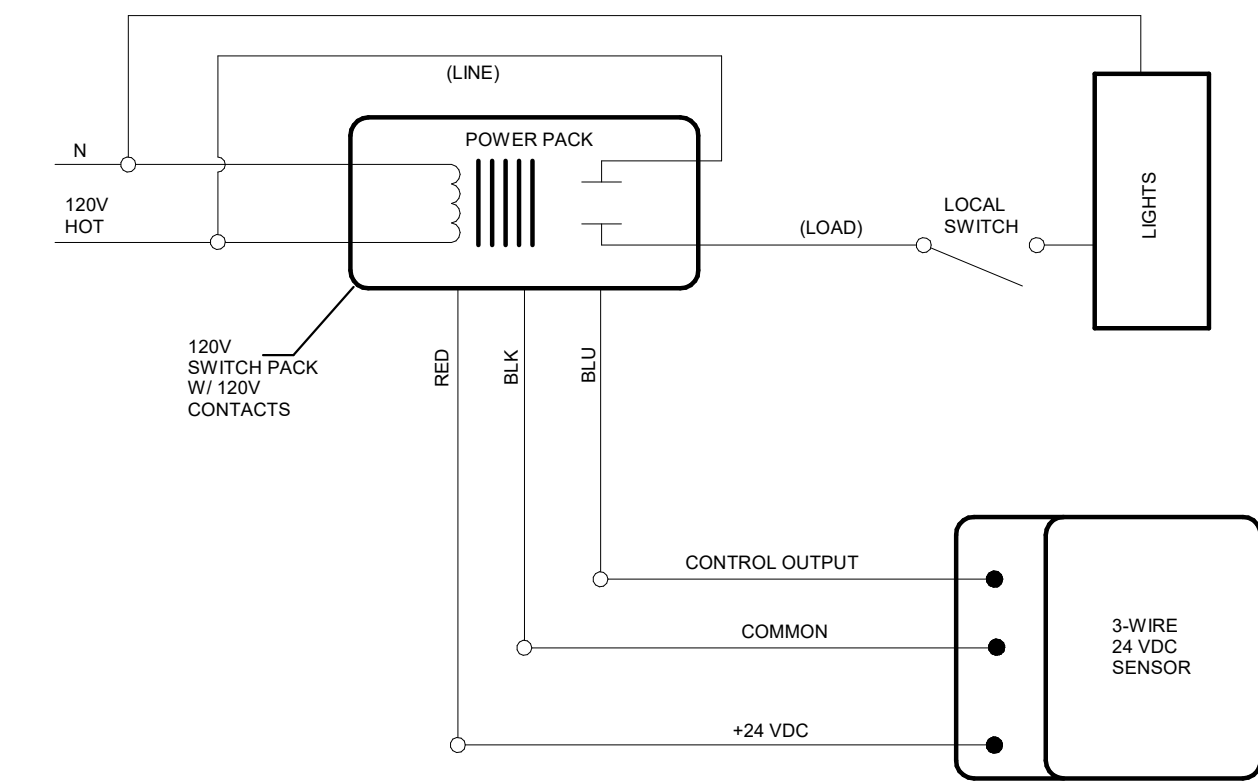 (LINE)
POWER PACK
N
120V
HOT
(LOAD)
LOCAL
SWITCH
LIGHTS
120V
SWITCH PACK
W/ 120V
CONTACTS
RED
BLK
BLU
CONTROL OUTPUT
COMMON
+24 VDC
3-WIRE
24 VDC
SENSOR